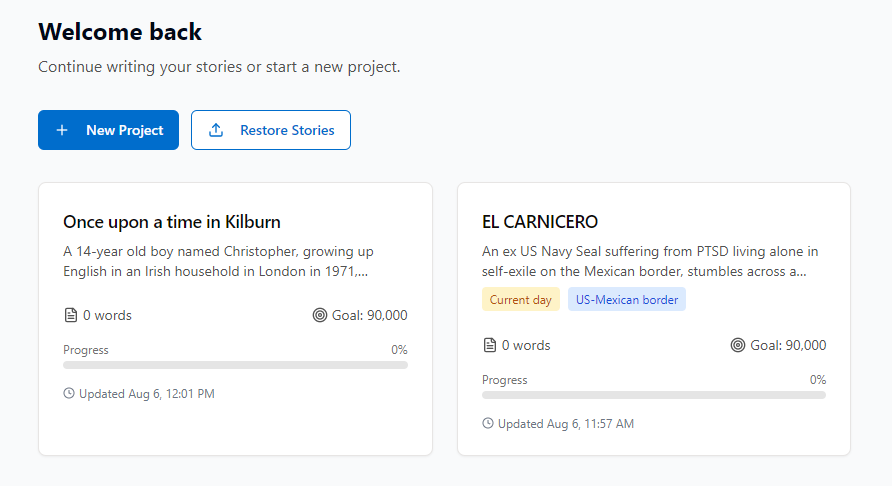 Welcome back
Continue writing your stories or start a new project.
New Project
Restore Stories
Once upon a time in Kilburn
A 14-year old boy named Christopher, growing up
English in an Irish household in London in 1971,...
0 words
Goal: 90,000
Progress
0%
Updated Aug 6, 12:01 PM
EL CARNICERO
An ex US Navy Seal suffering from PTSD living alone in
self-exile on the Mexican border, stumbles across a...
Current day
US-Mexican border
0 words
Goal: 90,000
Progress
0%
Updated Aug 6, 11:57 AM